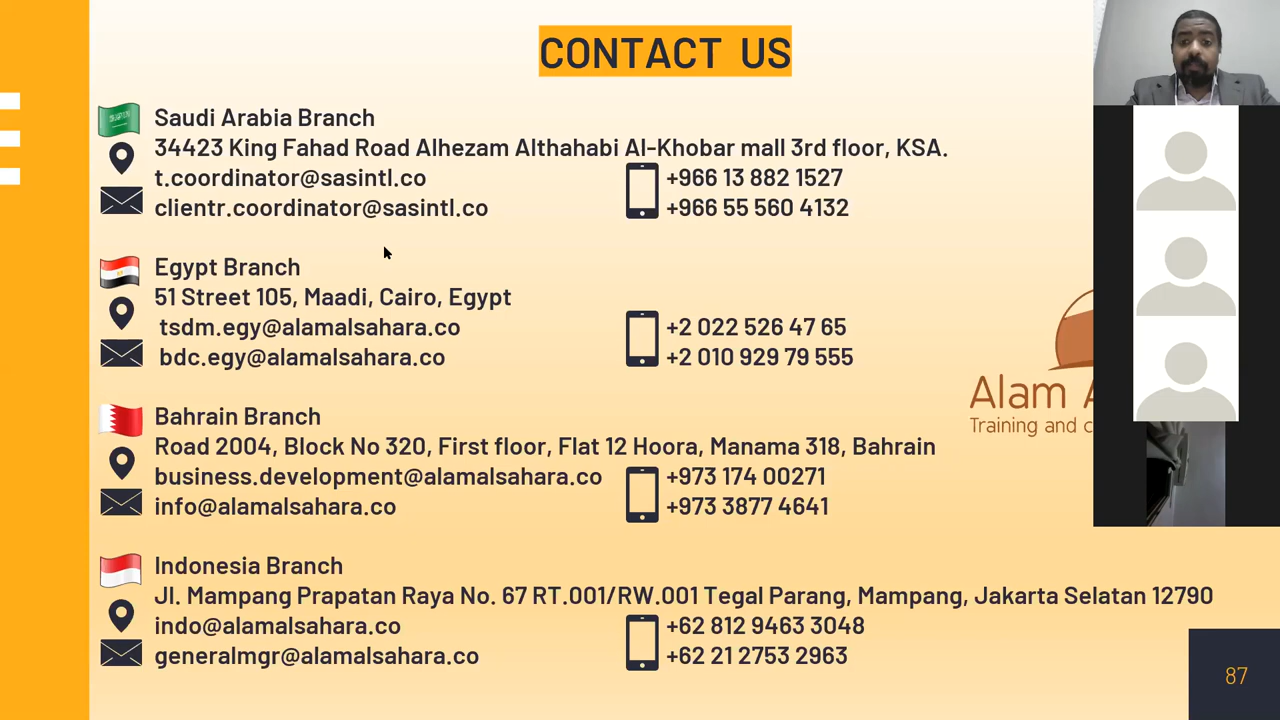 CONTACT US
Saudi Arabia Branch
34423 King Fahad Road Alhezam Althahabi Al-Khobar mall 3rd floor, KSA.
t.coordinator@sasintl.co
+966 13 882 1527
clientr.coordinator@sasintl.co
+966 55 560 4132
Egypt Branch
51 Street 105, Maadi, Cairo, Egypt
tsdm.egy@alamalsahara.co
+2 022 526 47 65
bdc.egy@alamalsahara.co
+2 010 929 79 555
Alam
Training and
Bahrain Branch
Road 2004, Block No 320, First floor, Flat 12 Hoora, Manama 318, Bahrain
business.development@alamalsahara.co
+973 174 00271
info@alamalsahara.co
+973 3877 4641
Indonesia Branch
Jl. Mampang Prapatan Raya No. 67 RT.001/RW.001 Tegal Parang, Mampang, Jakarta Selatan 12790
indo@alamalsahara.co
+62 812 9463 3048
generalmgr@alamalsahara.co
+62 21 2753 2963
87